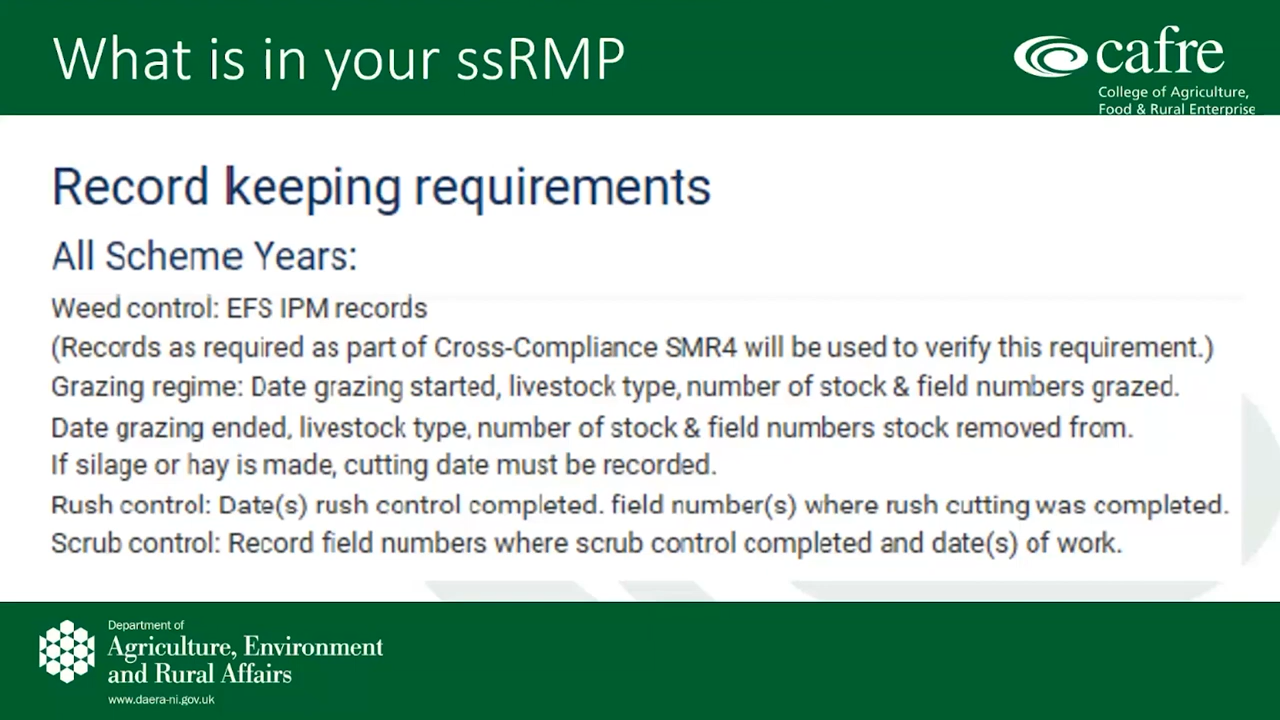 What is in your ssRMP
cafre
College of Agriculture,
Food & Rural Enterprise
Record keeping requirements
All Scheme Years:
Weed control: EFS IPM records
(Records as required as part of Cross-Compliance SMR4 will be used to verify this requirement.)
Grazing regime: Date grazing started, livestock type, number of stock & field numbers grazed.
Date grazing ended, livestock type, number of stock & field numbers stock removed from.
If silage or hay is made, cutting date must be recorded.
Rush control: Date(s) rush control completed. field number(s) where rush cutting was completed.
Scrub control: Record field numbers where scrub control completed and date(s) of work.
Department of
Agriculture, Environment
and Rural Affairs
www.daera-ni.gov.uk